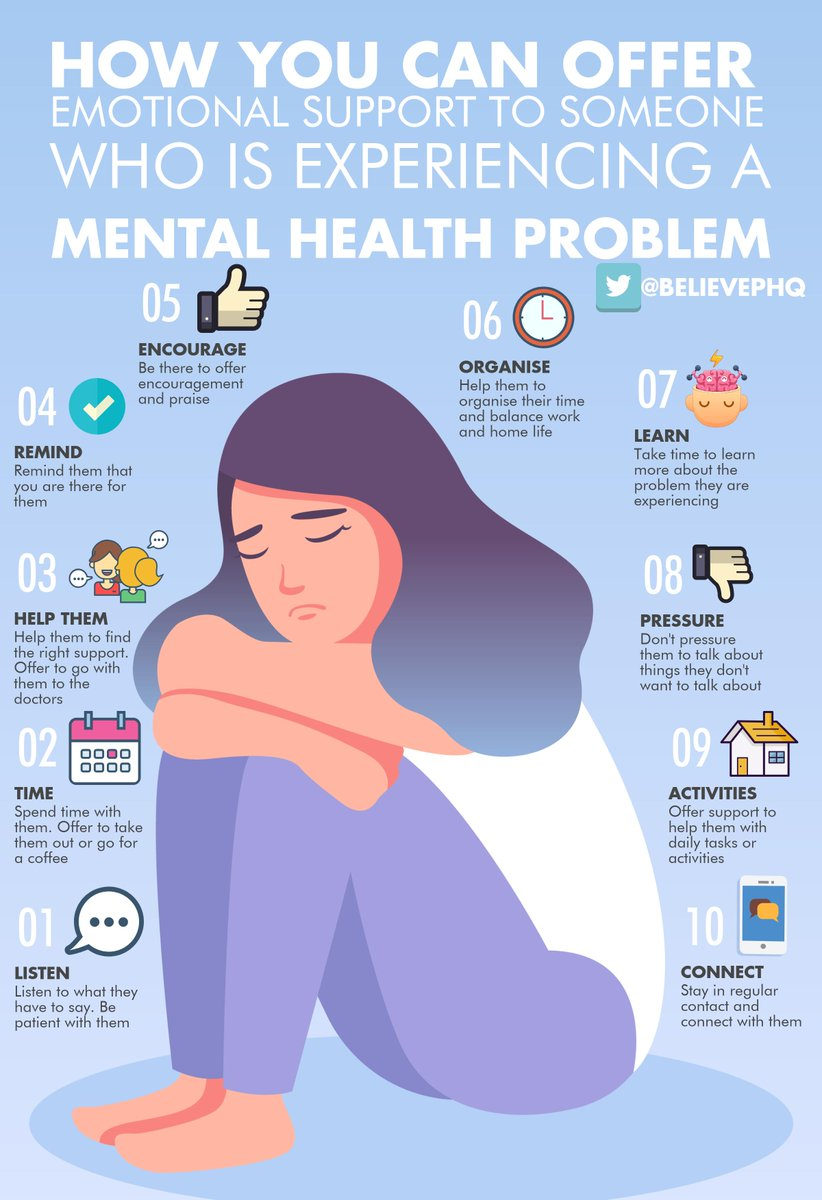 HOW YOU CAN OFFER
EMOTIONAL SUPPORT TO SOMEONE
WHO IS EXPERIENCING A
MENTAL HEALTH PROBLEM
@BELIEVEPHQ
01
LISTEN
Listen to what they
have to say. Be
patient with them
02
TIME
Spend time with
them. Offer to take
them out or go for
a coffee
03
HELP THEM
Help them to find
the right support.
Offer to go with
them to the
doctors
04
REMIND
Remind them that
you are there for
them
05
ENCOURAGE
Be there to offer
encouragement
and praise
06
ORGANISE
Help them to
organise their time
and balance work
and home life
07
LEARN
Take time to learn
more about the
problem they are
experiencing
08
PRESSURE
Don't pressure
them to talk about
things they don't
want to talk about
09
ACTIVITIES
Offer support to
help them with
daily tasks or
activities
10
CONNECT
Stay in regular
contact and
connect with them